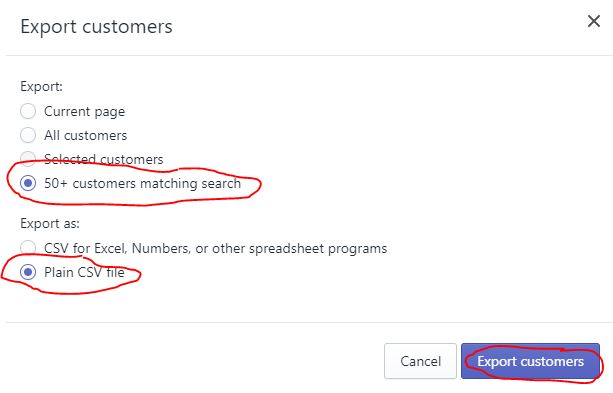 Export customers
Export:
Current page
All customers
Selected customers
50+ customers matching search
Export as:
CSV for Excel, Numbers, or other spreadsheet programs
Plain CSV file
Cancel
Export customers